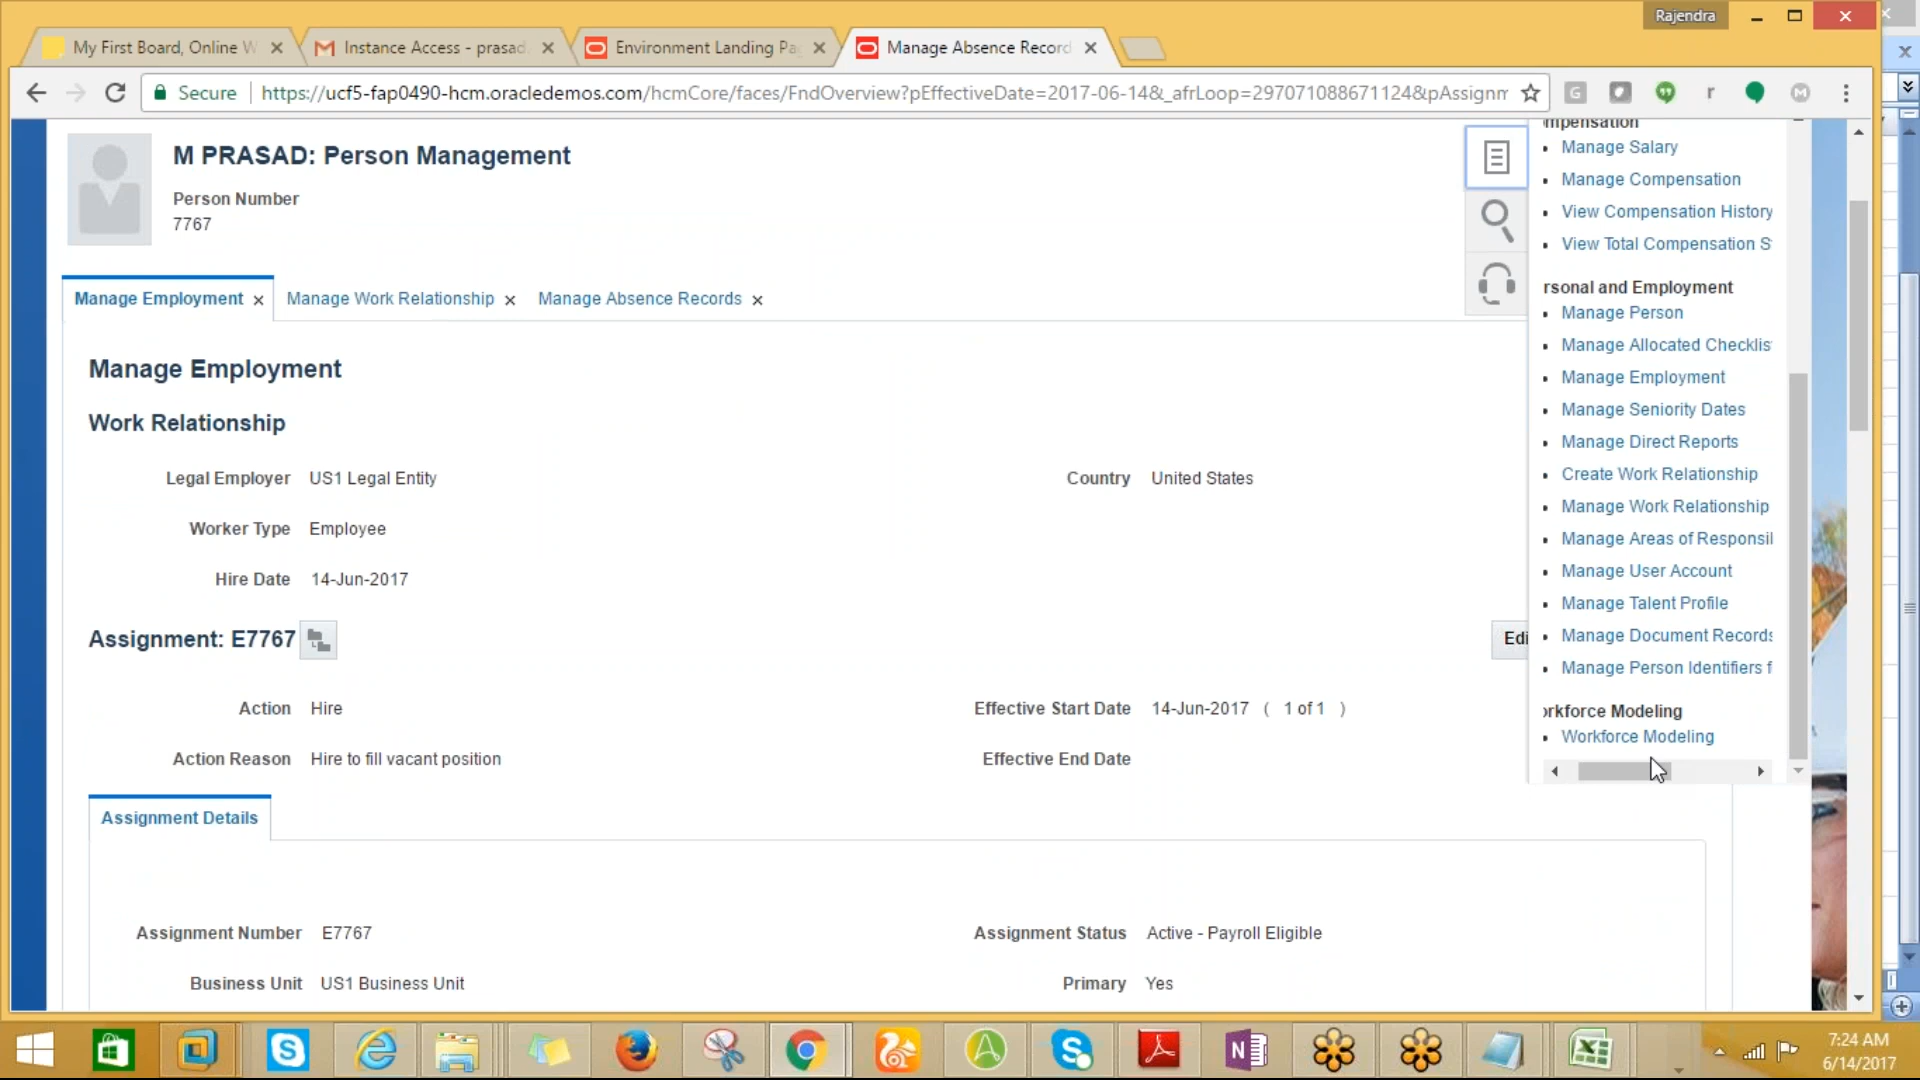 Rajendra
My First Board, Online W
Instance Access - prasad
Environment Landing Pa
Manage Absence Record
Secure
https://ucf5-fap0490-hcm.oracledemos.com/hcmCore/faces/FndOverview?pEffectiveDate=2017-06-14&_afrLoop=29707108867112​4&pAssignm
M PRASAD: Person Management
Person Number
7767
Manage Employment
Manage Work Relationship
Manage Absence Records
Manage Employment
Work Relationship
Legal Employer US1 Legal Entity
Country United States
Worker Type Employee
Hire Date 14-Jun-2017
Assignment: E7767
Edi
Action Hire
Effective Start Date 14-Jun-2017 ( 1 of 1 )
Action Reason Hire to fill vacant position
Effective End Date
Assignment Details
Assignment Number E7767
Assignment Status Active - Payroll Eligible
Business Unit US1 Business Unit
Primary Yes
mpensation
Manage Salary
Manage Compensation
View Compensation History
View Total Compensation S
rsonal and Employment
Manage Person
Manage Allocated Checklis
Manage Employment
Manage Seniority Dates
Manage Direct Reports
Create Work Relationship
Manage Work Relationship
Manage Areas of Responsil
Manage User Account
Manage Talent Profile
Manage Document Records
Manage Person Identifiers f
orkforce Modeling
Workforce Modeling
7:24 AM
6/14/2017